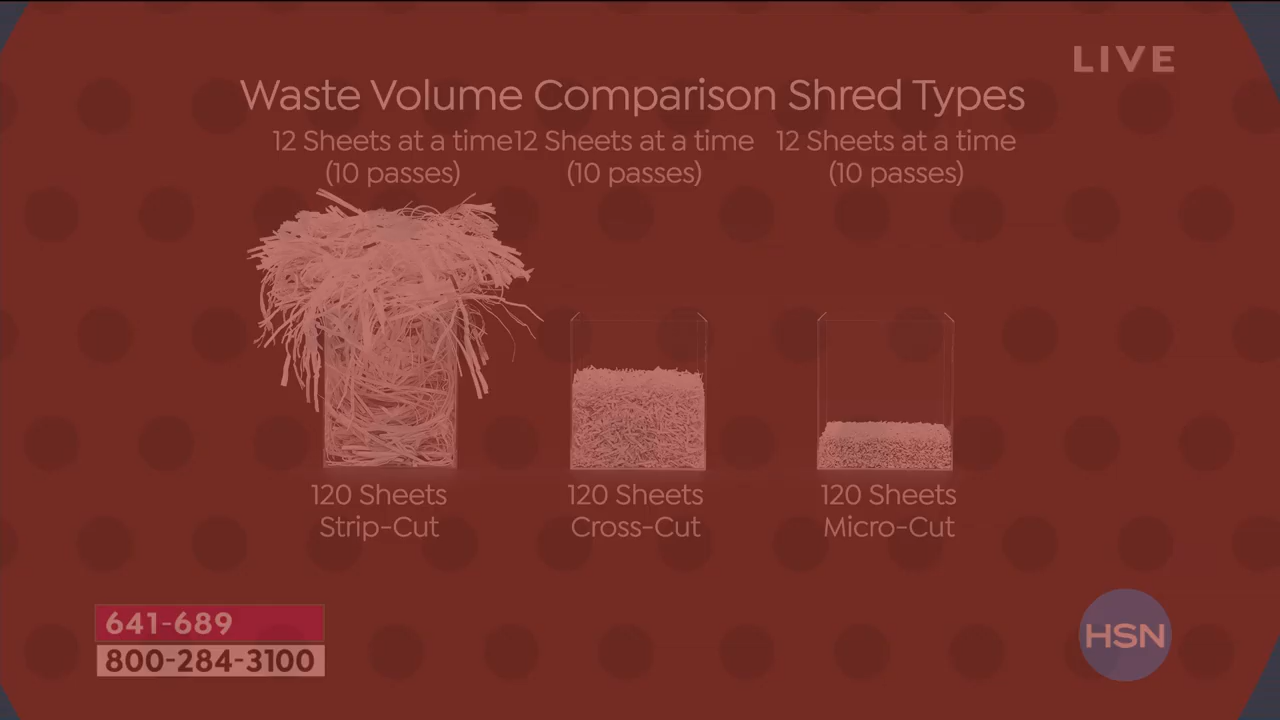 LIVE
Waste Volume Comparison Shred Types
12 Sheets at a time 12 Sheets at a time 12 Sheets at a time
(10 passes) (10 passes) (10 passes)
120 Sheets 120 Sheets 120 Sheets
Strip-Cut Cross-Cut Micro-Cut
641-689
800-284-3100
HSN